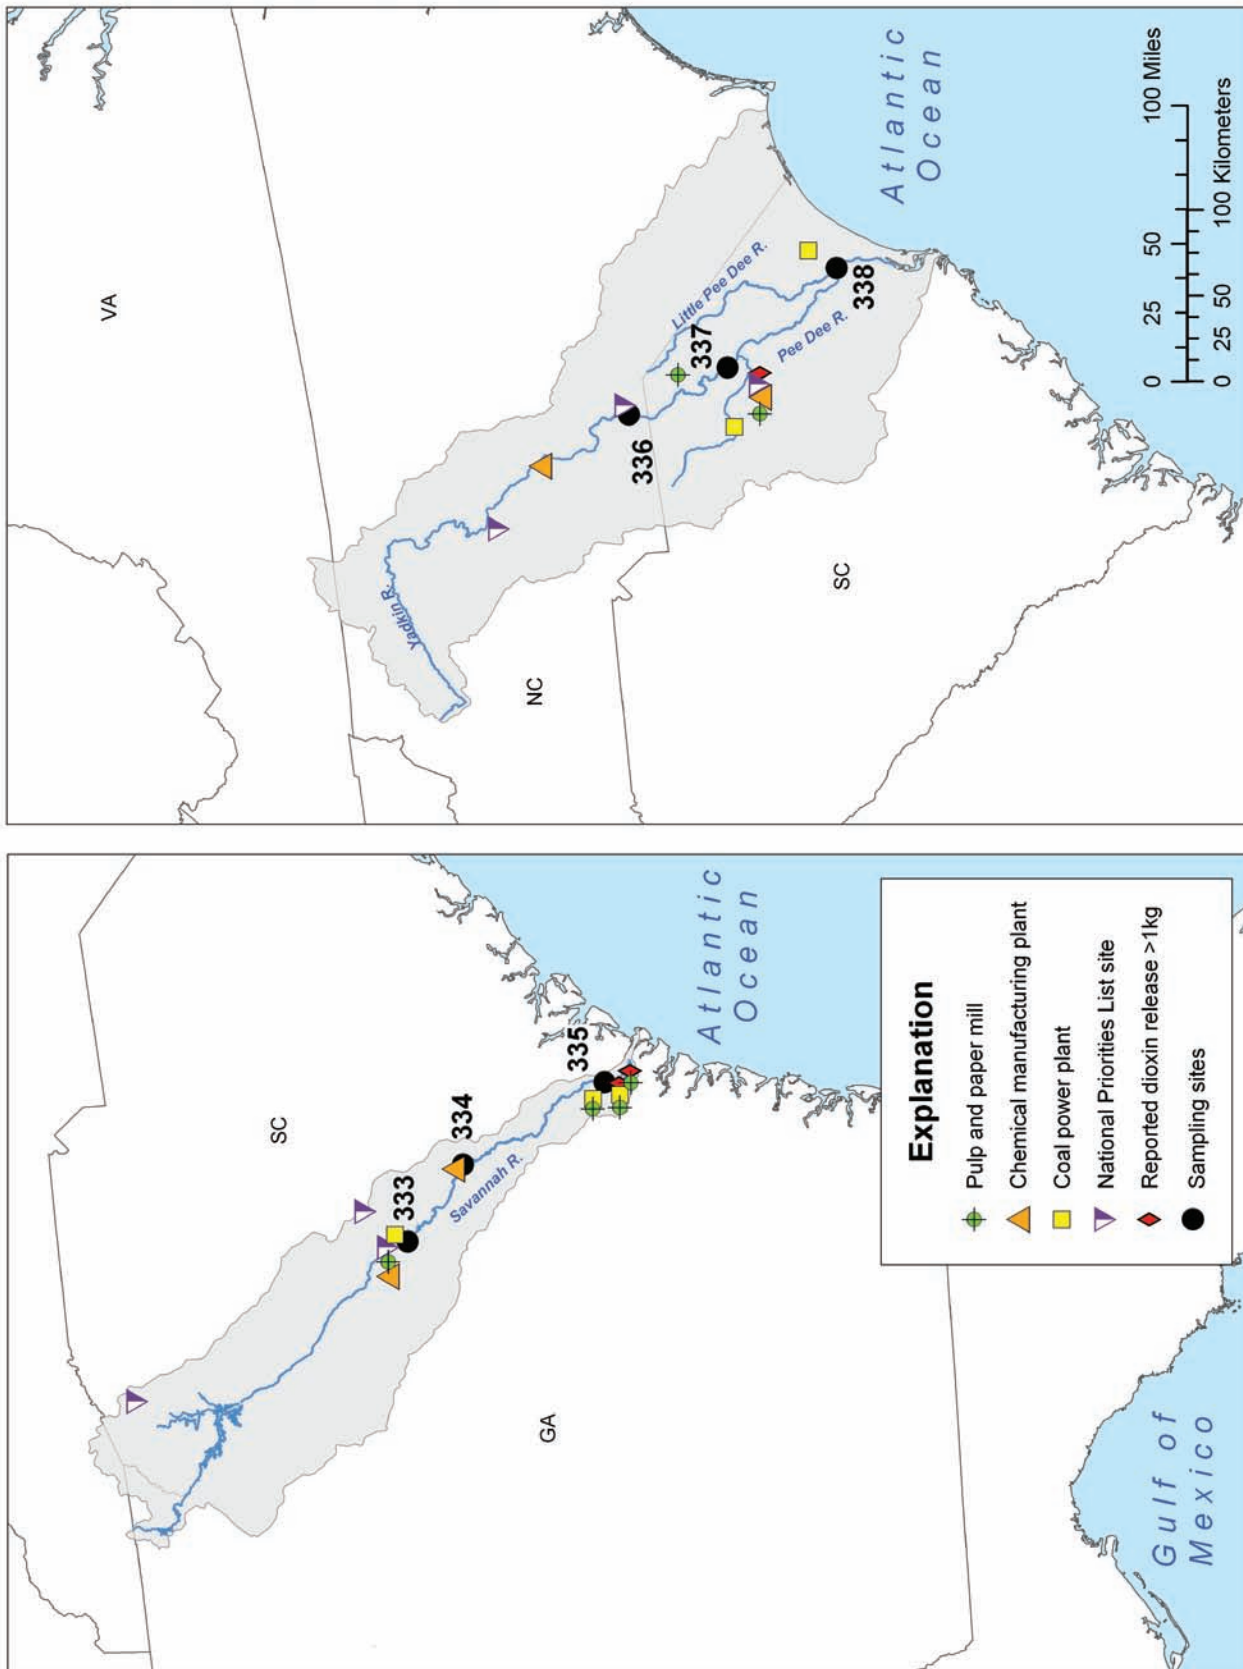 SC
333
334
335
Savannah R.
GA
Atlantic
Ocean
Gulf of
Mexico
Explanation
Pulp and paper mill
Chemical manufacturing plant
Coal power plant
National Priorities List site
Reported dioxin release >1kg
Sampling sites
VA
Yadkin R.
NC
336
337
Little Pee Dee R.
Pee Dee R.
338
SC
Atlantic
Ocean
0 25 50 100 Miles
0 25 50 100 Kilometers